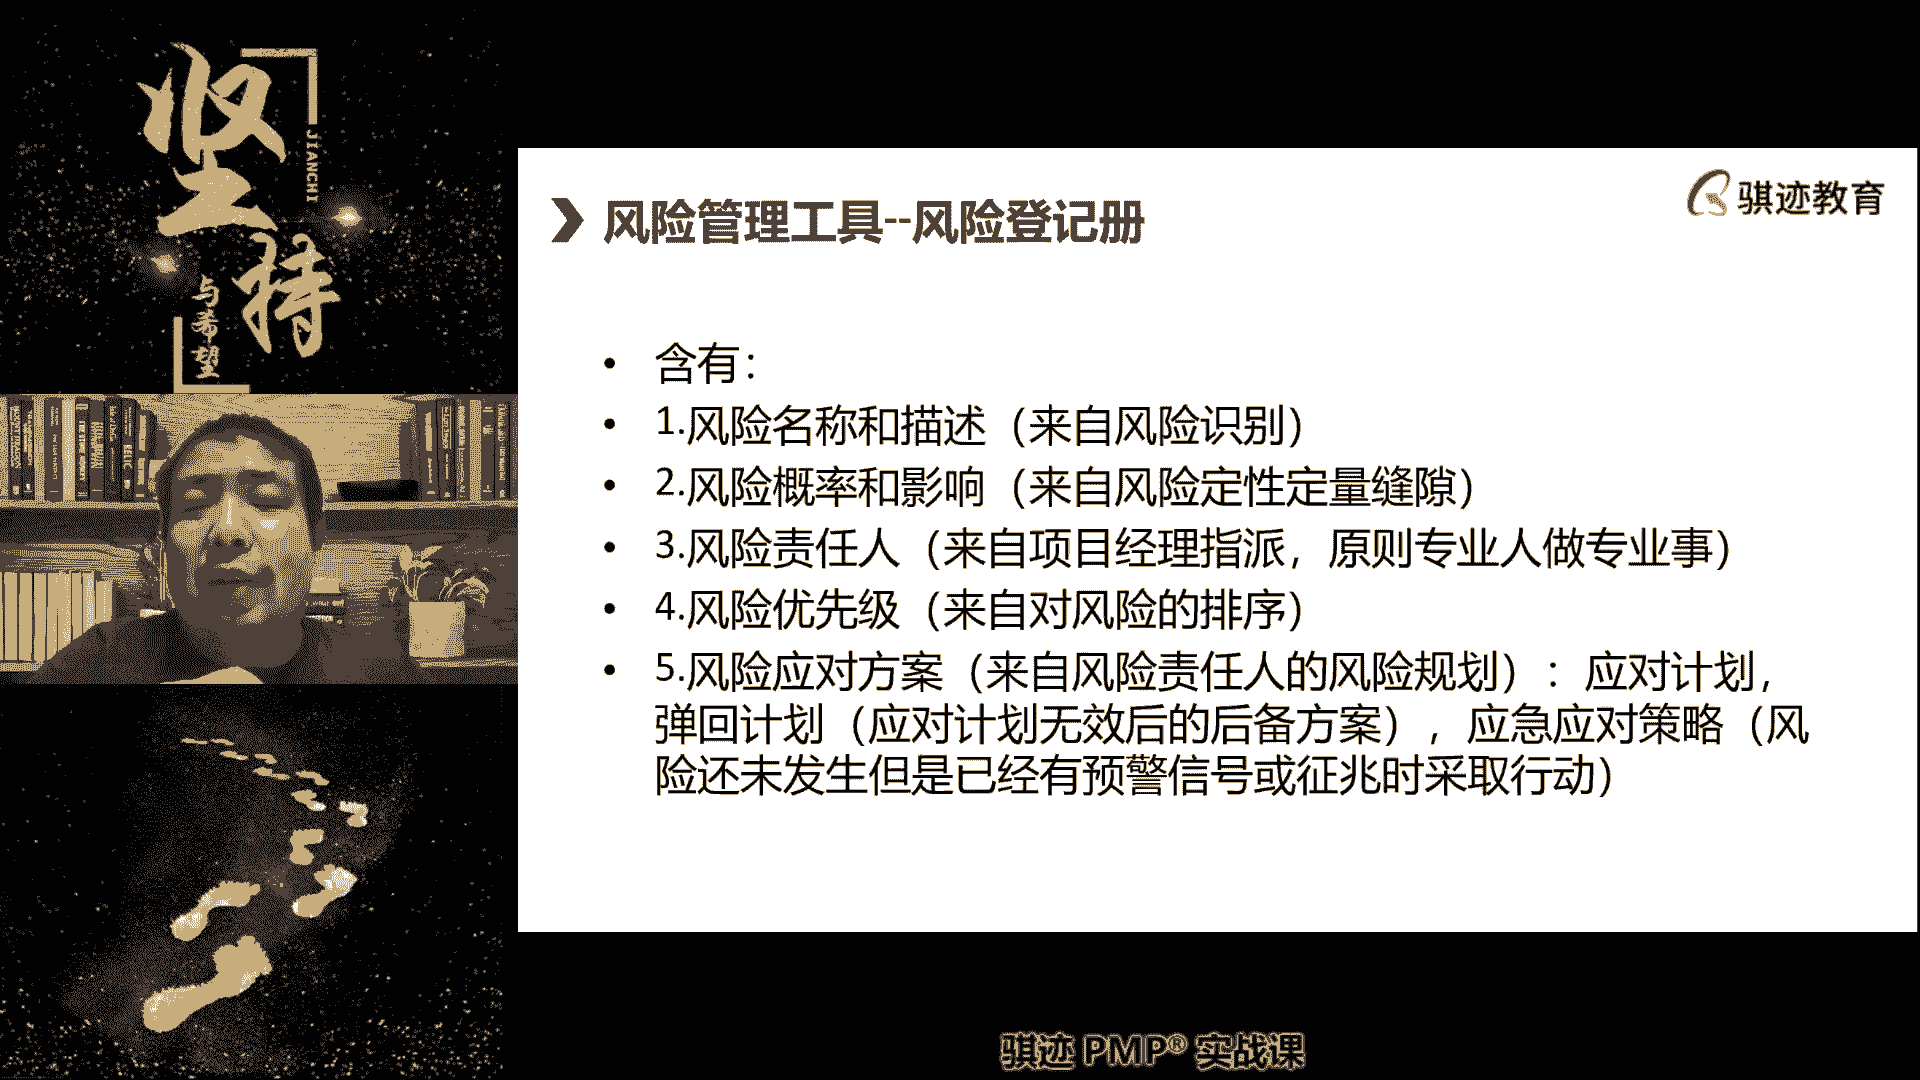 坚持
JIANCHI
与希望
骐迹教育
风险管理工具--风险登记册
• 含有：
• 1.风险名称和描述（来自风险识别）
• 2.风险概率和影响（来自风险定性定量缝隙）
• 3.风险责任人（来自项目经理指派，原则专业人做专业事）
• 4.风险优先级（来自对风险的排序）
• 5.风险应对方案（来自风险责任人的风险规划）：应对计划，
弹回计划（应对计划无效后的后备方案），应急应对策略（风
险还未发生但是已经有预警信号或征兆时采取行动）
骐迹 PMP® 实战课